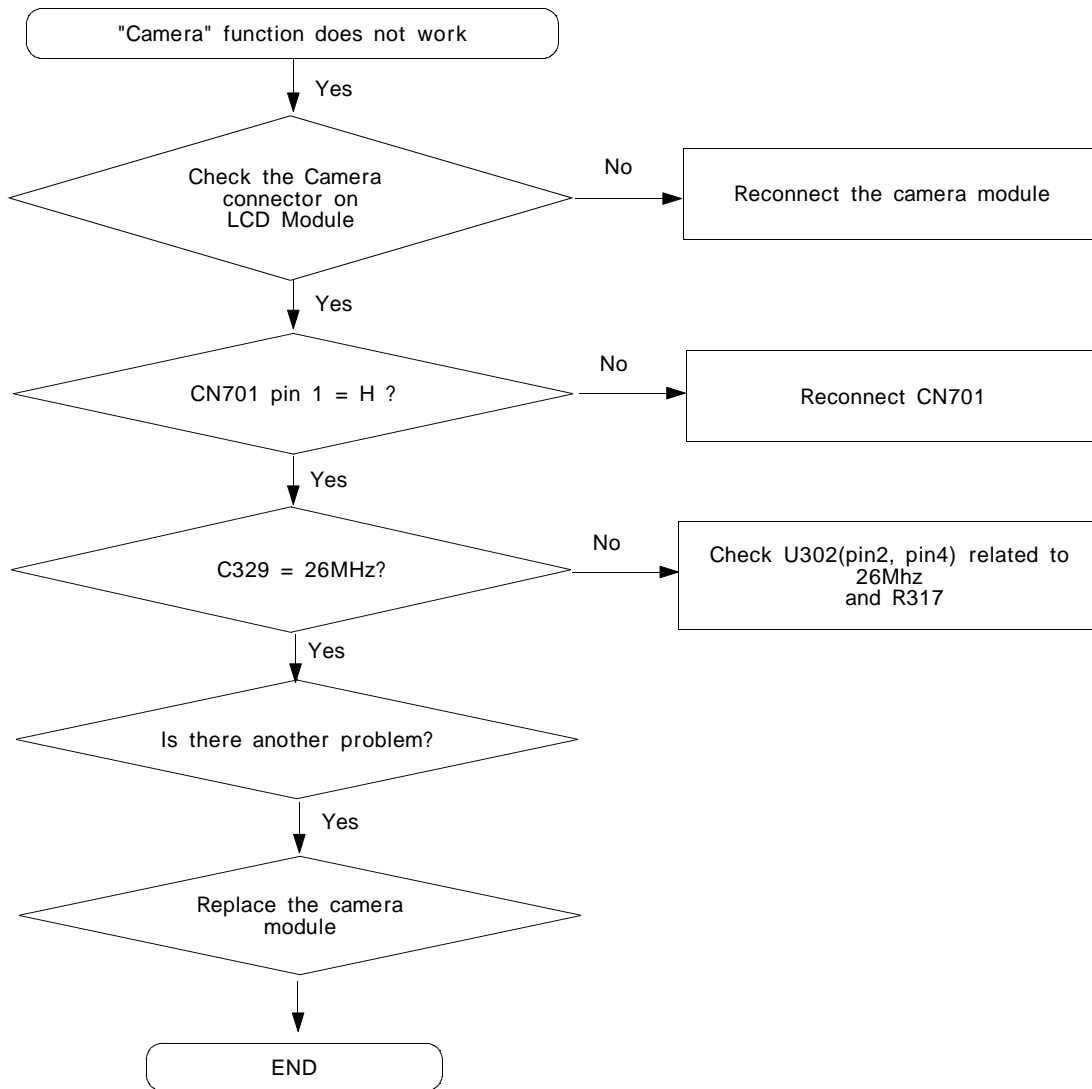 "Camera" function does not work
Yes
Check the Camera
connector on
LCD Module
No
Reconnect the camera module
Yes
CN701 pin 1 = H ?
No
Reconnect CN701
Yes
C329 = 26MHz?
No
Check U302(pin2, pin4) related to
26Mhz
and R317
Yes
Is there another problem?
Yes
Replace the camera
module
END